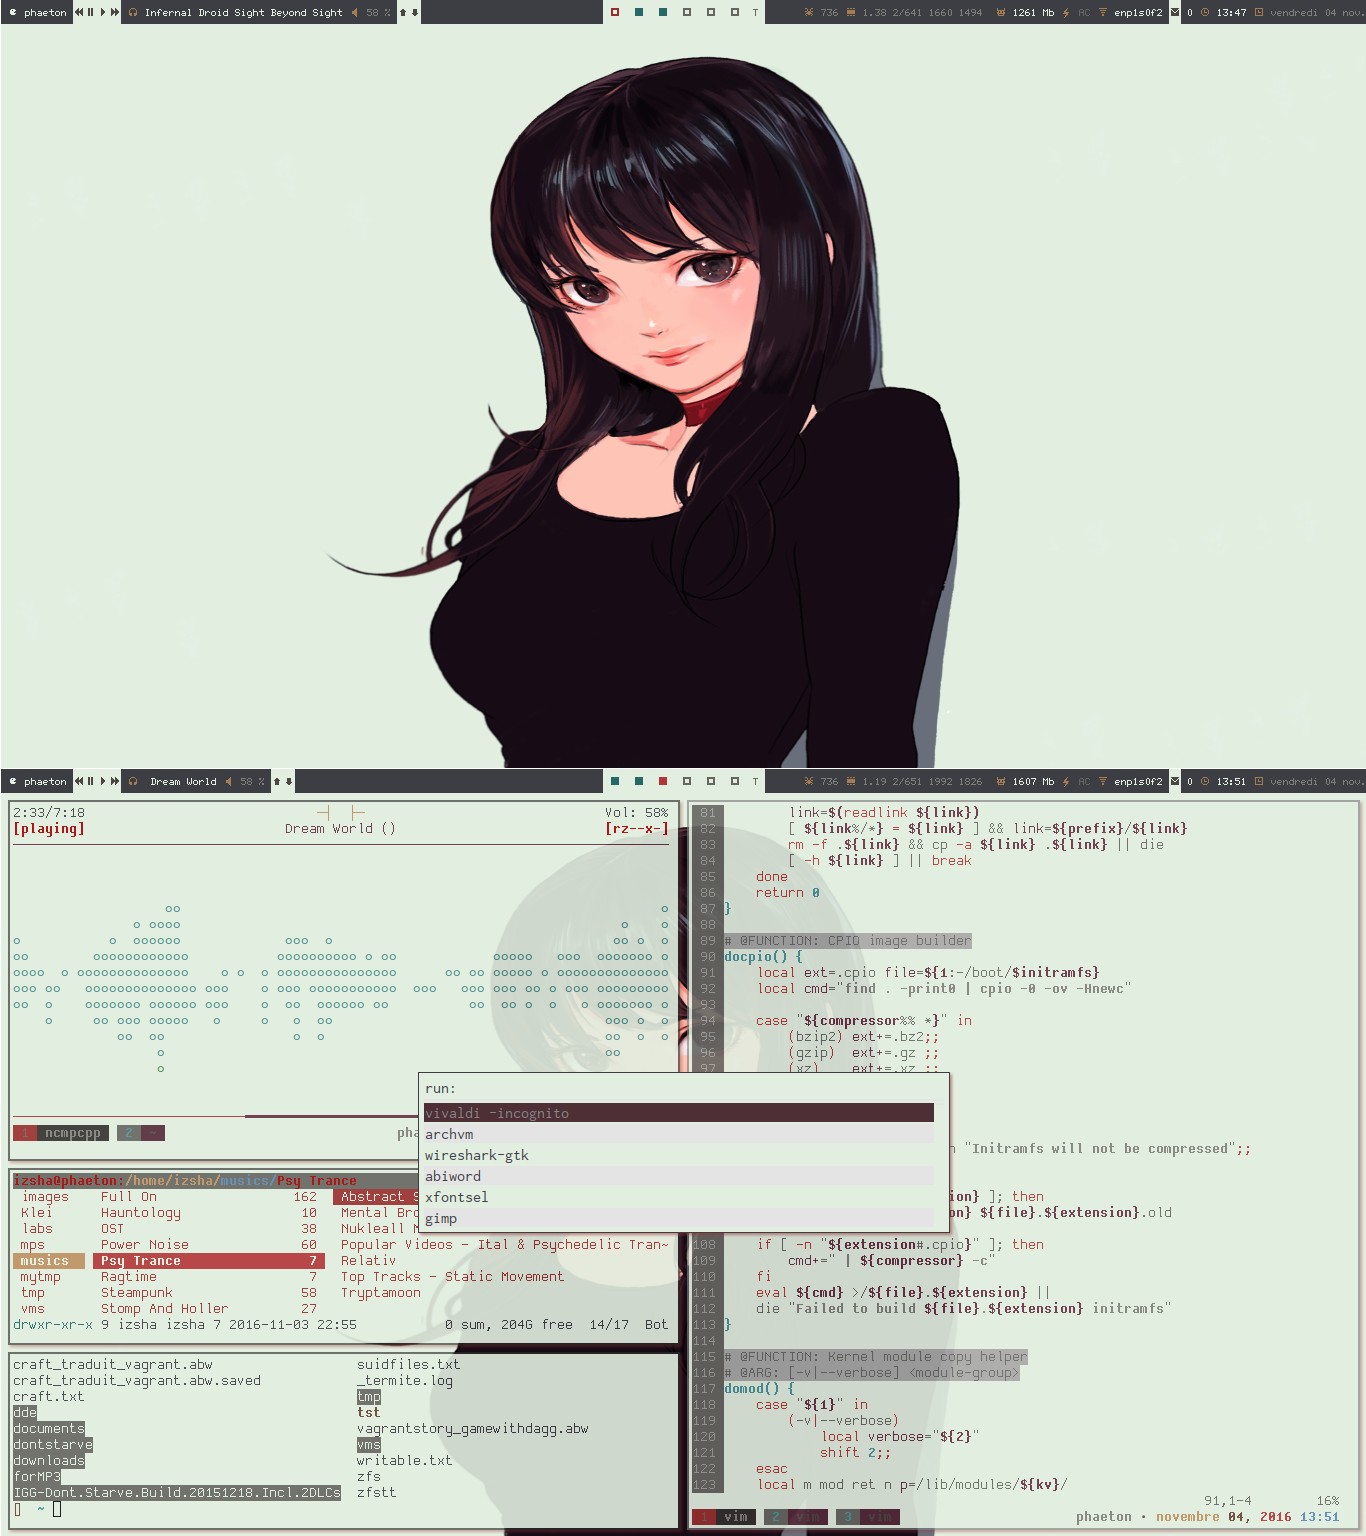 phaeton Infernal Droid Sight Beyond Sight 58 % T 736 1.38 2/641 1660 1494 1261 Mb AC enp1s0f2 0 13:47 vendredi 04 nov.
phaeton Dream World 58 % T 736 1.19 2/651 1992 1826 1607 Mb AC enp1s0f2 0 13:51 vendredi 04 nov.
2:33/7:18 Vol: 58%
[playing] Dream World () [rz--x-]
1 ncmpcpp 2 - pha
izsha@phaeton:/home/izsha/musics/Psy Trance
images Full On 162 Abstract S
Klei Hauntology 10 Mental Bro
labs OST 38 Nukleall M
mps Power Noise 60 Popular Videos - Ital & Psychedelic Tran~
musics Psy Trance 7 Relativ
mytmp Ragtime 7 Top Tracks - Static Movement
tmp Steampunk 58 Tryptamoon
vms Stomp And Holler 27
drwxr-xr-x 9 izsha izsha 7 2016-11-03 22:55 0 sum, 204G free 14/17 Bot
craft_traduit_vagrant.abw suidfiles.txt
craft_traduit_vagrant.abw.saved _termite.log
craft.txt tmp
dde tst
documents vagrantstory_gamewithdagg.abw
dontstarve vms
downloads writable.txt
forMP3 zfs
IGG-Dont.Starve.Build.20151218.Incl.2DLCs zfstt
~
run:
vivaldi -incognito
archvm
wireshark-gtk
abiword
xfontsel
gimp
81 link=$(readlink ${link})
82 [ ${link%/*} = ${link} ] && link=${prefix}/${link}
83 rm -f .${link} && cp -a ${link} .${link} || die
84 [ -h ${link} ] || break
85 done
86 return 0
87 }
88
89 # @FUNCTION: CPIO image builder
90 docpio() {
91 local ext=.cpio file=${1:-/boot/$initramfs}
92 local cmd="find . -print0 | cpio -0 -ov -Hnewc"
93
94 case "${compressor%% *}" in
95 (bzip2) ext+=.bz2;;
96 (gzip) ext+=.gz ;;
97 (xz) ext+=.xz ;;
n "Initramfs will not be compressed";;
ion} ]; then
on} ${file}.${extension}.old
108 if [ -n "${extension#.cpio}" ]; then
109 cmd+=" | ${compressor} -c"
110 fi
111 eval ${cmd} >/${file}.${extension} ||
112 die "Failed to build ${file}.${extension} initramfs"
113 }
114
115 # @FUNCTION: Kernel module copy helper
116 # @ARG: [-v|--verbose] <module-group>
117 domod() {
118 case "${1}" in
119 (-v|--verbose)
120 local verbose="${2}"
121 shift 2;;
122 esac
123 local m mod ret n p=/lib/modules/${kv}/
91,1-4 16%
1 vim 2 vim 3 vim phaeton • novembre 04, 2016 13:51